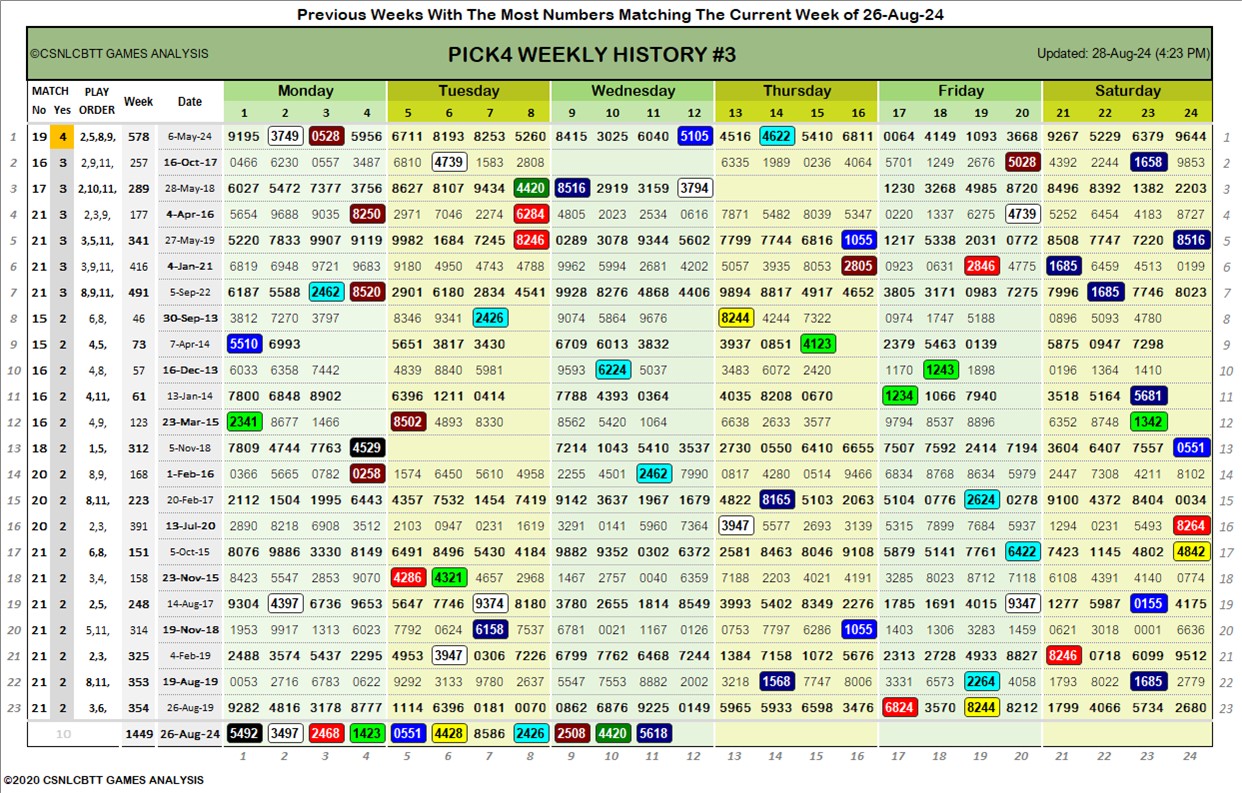 Previous Weeks With The Most Numbers Matching The Current Week of 26-Aug-24
©CSNLCBTT GAMES ANALYSIS PICK4 WEEKLY HISTORY #3 Updated: 28-Aug-24 (4:23 PM)
MATCH PLAY Week Date Monday Tuesday Wednesday Thursday Friday Saturday
No Yes ORDER 1 2 3 4 5 6 7 8 9 10 11 12 13 14 15 16 17 18 19 20 21 22 23 24
1 19 4 2,5,8,9, 578 6-May-24 9195 3749 0528 5956 6711 8193 8253 5260 8415 3025 6040 5105 4516 4622 5410 6811 0064 4149 1093 3668 9267 5229 6379 9644 1
2 16 3 2,9,11, 257 16-Oct-17 0466 6230 0557 3487 6810 4739 1583 2808 6335 1989 0236 4064 5701 1249 2676 5028 4392 2244 1658 9853 2
3 17 3 2,10,11, 289 28-May-18 6027 5472 7377 3756 8627 8107 9434 4420 8516 2919 3159 3794 1230 3268 4985 8720 8496 8392 1382 2203 3
4 21 3 2,3,9, 177 4-Apr-16 5654 9688 9035 8250 2971 7046 2274 6284 4805 2023 2534 0616 7871 5482 8039 5347 0220 1337 6275 4739 5252 6454 4183 8727 4
5 21 3 3,5,11, 341 27-May-19 5220 7833 9907 9119 9982 1684 7245 8246 0289 3078 9344 5602 7799 7744 6816 1055 1217 5338 2031 0772 8508 7747 7220 8516 5
6 21 3 3,9,11, 416 4-Jan-21 6819 6948 9721 9683 9180 4950 4743 4788 9962 5994 2681 4202 5057 3935 8053 2805 0923 0631 2846 4775 1685 6459 4513 0199 6
7 21 3 8,9,11, 491 5-Sep-22 6187 5588 2462 8520 2901 6180 2834 4541 9928 8276 4868 4406 9894 8817 4917 4652 3805 3171 0983 7275 7996 1685 7746 8023 7
8 15 2 6,8, 46 30-Sep-13 3812 7270 3797 8346 9341 2426 9074 5864 9676 8244 4244 7322 0974 1747 5188 0896 5093 4780 8
9 15 2 4,5, 73 7-Apr-14 5510 6993 5651 3817 3430 6709 6013 3832 3937 0851 4123 2379 5463 0139 5875 0947 7298 9
10 16 2 4,8, 57 16-Dec-13 6033 6358 7442 4839 8840 5981 9593 6224 5037 3483 6072 2420 1170 1243 1898 0196 1364 1410 10
11 16 2 4,11, 61 13-Jan-14 7800 6848 8902 6396 1211 0414 7788 4393 0364 4035 8208 0670 1234 1066 7940 3518 5164 5681 11
12 16 2 4,9, 123 23-Mar-15 2341 8677 1466 8502 4893 8330 8562 5420 1064 6638 2633 3577 9794 8537 8896 6352 8748 1342 12
13 18 2 1,5, 312 5-Nov-18 7809 4744 7763 4529 7214 1043 5410 3537 2730 0550 6410 6655 7507 7592 2414 7194 3604 6407 7557 0551 13
14 20 2 8,9, 168 1-Feb-16 0366 5665 0782 0258 1574 6450 5610 4958 2255 4501 2462 7990 0817 4280 0514 9466 6834 8768 8634 5979 2447 7308 4211 8102 14
15 20 2 8,11, 223 20-Feb-17 2112 1504 1995 6443 4357 7532 1454 7419 9142 3637 1967 1679 4822 8165 5103 2063 5104 0776 2624 0278 9100 4372 8404 0034 15
16 20 2 2,3, 391 13-Jul-20 2890 8218 6908 3512 2103 0947 0231 1619 3291 0141 5960 7364 3947 5577 2693 3139 5315 7899 7684 5937 1294 0231 5493 8264 16
17 21 2 6,8, 151 5-Oct-15 8076 9886 3330 8149 6491 8496 5430 4184 9882 9352 0302 6372 2581 8463 8046 9108 5879 5141 7761 6422 7423 1145 4802 4842 17
18 21 2 3,4, 158 23-Nov-15 8423 5547 2853 9070 4286 4321 4657 2968 1467 2757 0040 6359 7188 2203 4021 4191 3285 8023 8712 7118 6108 4391 4140 0774 18
19 21 2 2,5, 248 14-Aug-17 9304 4397 6736 9653 5647 7746 9374 8180 3780 2655 1814 8549 3993 5402 8349 2276 1785 1691 4015 9347 1277 5987 0155 4175 19
20 21 2 5,11, 314 19-Nov-18 1953 9917 1313 6023 7792 0624 6158 7537 6781 0021 1167 0126 0753 7797 6286 1055 1403 1306 3283 1459 0621 3018 0001 6636 20
21 21 2 2,3, 325 4-Feb-19 2488 3574 5437 2295 4953 3947 0306 7226 6799 7762 6468 7244 1384 7158 1072 5676 2313 2728 4933 8827 8246 0718 6099 9512 21
22 21 2 8,11, 353 19-Aug-19 0053 2716 6783 0622 9292 3133 9780 2637 5547 7553 8882 2002 3218 1568 7747 8006 3331 6573 2264 4058 1793 8022 1685 2779 22
23 21 2 3,6, 354 26-Aug-19 9282 4816 3178 8777 1114 6396 0181 0070 0862 6876 9225 0149 5965 5933 6598 3476 6824 3570 8244 8212 1799 4066 5734 2680 23
10 1449 26-Aug-24 5492 3497 2468 1423 0551 4428 8586 2426 2508 4420 5618
1 2 3 4 5 6 7 8 9 10 11 12 13 14 15 16 17 18 19 20 21 22 23 24
©2020 CSNLCBTT GAMES ANALYSIS